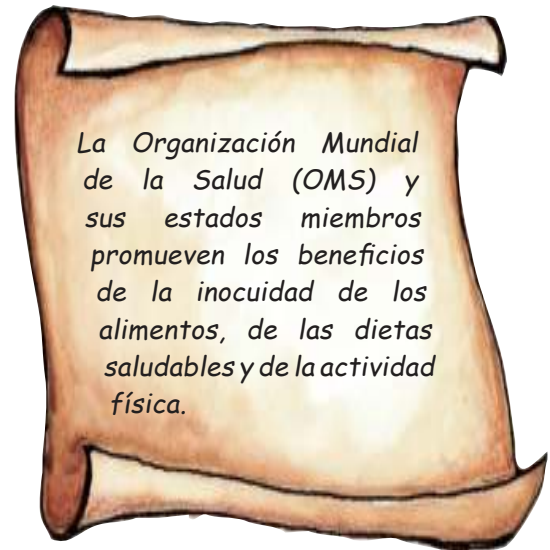 La Organización Mundial
de la Salud (OMS) y
sus estados miembros
promueven los beneficios
de la inocuidad de los
alimentos, de las dietas
saludables y de la actividad
física.